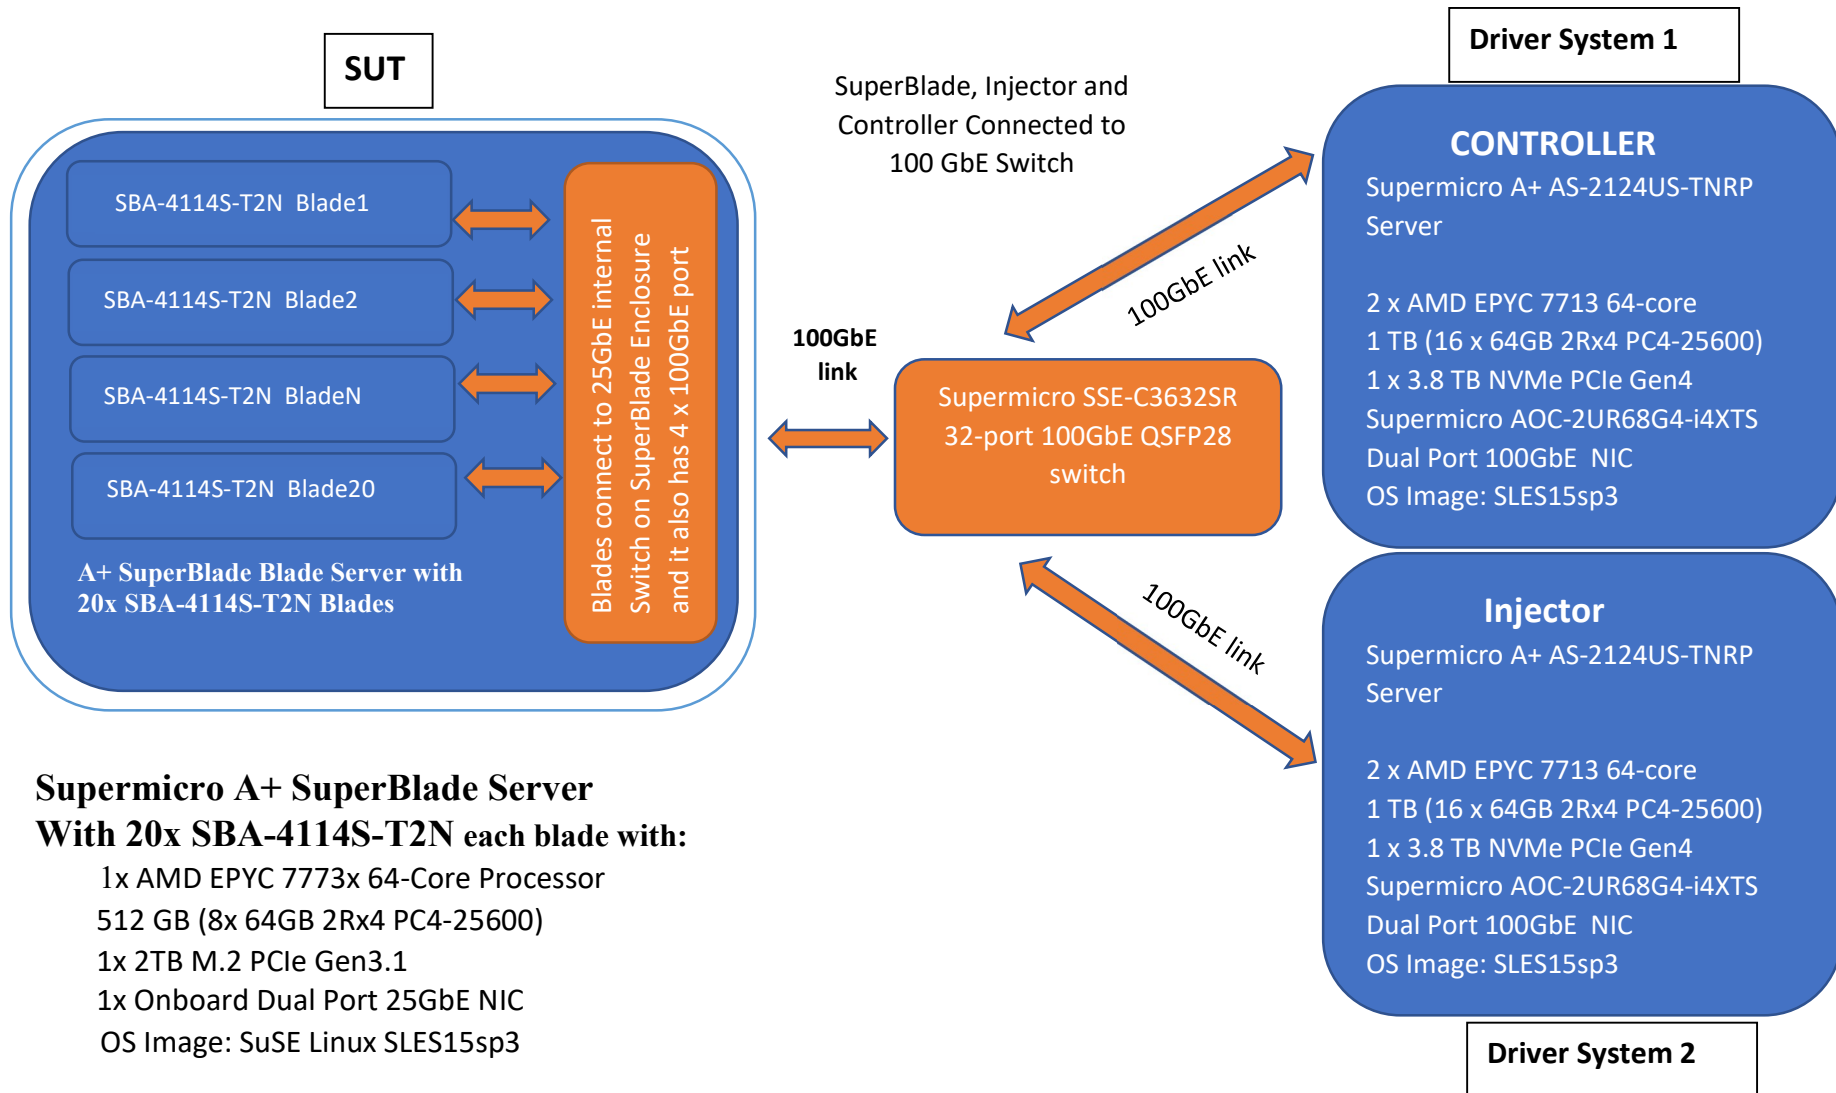 SUT
SBA-4114S-T2N  Blade1
SBA-4114S-T2N  Blade2
SBA-4114S-T2N  BladeN
SBA-4114S-T2N  Blade20
A+ SuperBlade Blade Server with
20x SBA-4114S-T2N Blades
Blades connect to 25GbE internal
Switch on SuperBlade Enclosure
and it also has 4 x 100GbE port
Supermicro A+ SuperBlade Server
With 20x SBA-4114S-T2N each blade with:
1x AMD EPYC 7773x 64-Core Processor
512 GB (8x 64GB 2Rx4 PC4-25600)
1x 2TB M.2 PCIe Gen3.1
1x Onboard Dual Port 25GbE NIC
OS Image: SuSE Linux SLES15sp3
SuperBlade, Injector and
Controller Connected to
100 GbE Switch
100GbE
link
100GbE link
Supermicro SSE-C3632SR
32-port 100GbE QSFP28
switch
100GbE link
Driver System 1
CONTROLLER
Supermicro A+ AS-2124US-TNRP
Server
2 x AMD EPYC 7713 64-core
1 TB (16 x 64GB 2Rx4 PC4-25600)
1 x 3.8 TB NVMe PCIe Gen4
Supermicro AOC-2UR68G4-i4XTS
Dual Port 100GbE  NIC
OS Image: SLES15sp3
Injector
Supermicro A+ AS-2124US-TNRP
Server
2 x AMD EPYC 7713 64-core
1 TB (16 x 64GB 2Rx4 PC4-25600)
1 x 3.8 TB NVMe PCIe Gen4
Supermicro AOC-2UR68G4-i4XTS
Dual Port 100GbE  NIC
OS Image: SLES15sp3
Driver System 2